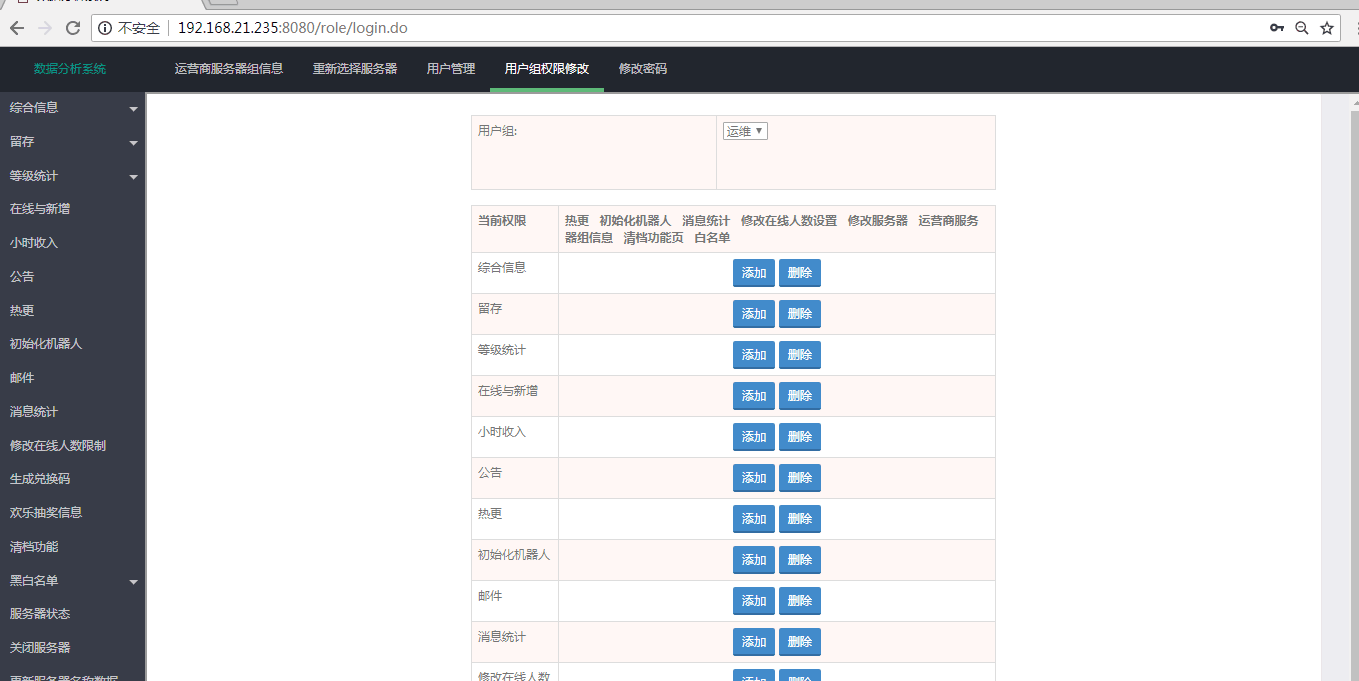 不安全 192.168.21.235:8080/role/login.do
数据分析系统 运营商服务器组信息 重新选择服务器 用户管理 用户组权限修改 修改密码
综合信息
留存
等级统计
在线与新增
小时收入
公告
热更
初始化机器人
邮件
消息统计
修改在线人数限制
生成兑换码
欢乐抽奖信息
清档功能
黑白名单
服务器状态
关闭服务器
更新服务器名称数据
用户组: 运维
当前权限 热更 初始化机器人 消息统计 修改在线人数设置 修改服务器 运营商服务
器组信息 清档功能页 白名单
综合信息 添加 删除
留存 添加 删除
等级统计 添加 删除
在线与新增 添加 删除
小时收入 添加 删除
公告 添加 删除
热更 添加 删除
初始化机器人 添加 删除
邮件 添加 删除
消息统计 添加 删除
修改在线人数 添加 删除